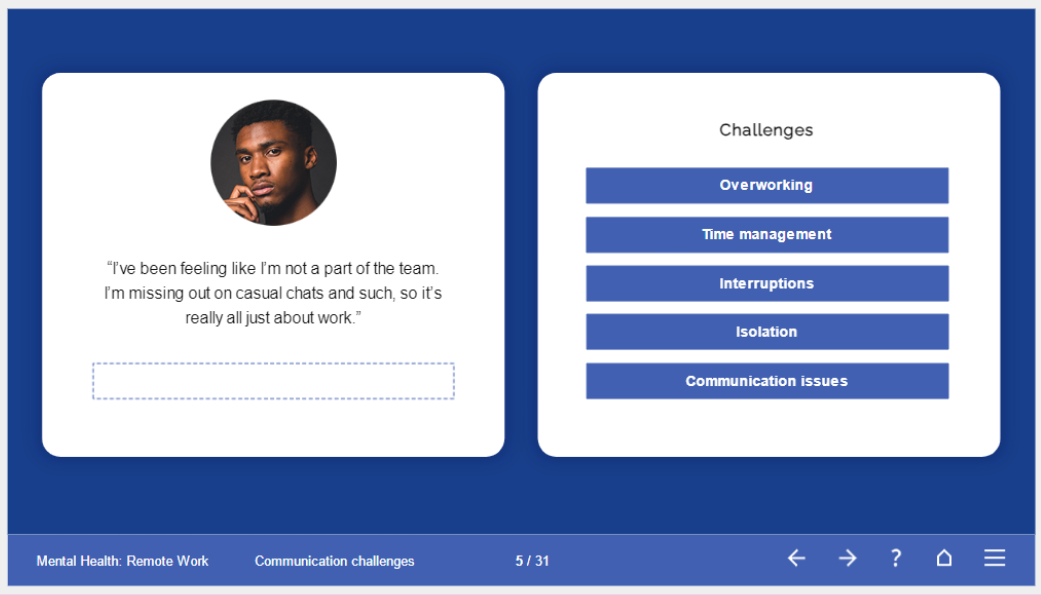 “I’ve been feeling like I’m not a part of the team.
I’m missing out on casual chats and such, so it’s
really all just about work.”
Challenges
Overworking
Time management
Interruptions
Isolation
Communication issues
Mental Health: Remote Work
Communication challenges
5 / 31
?